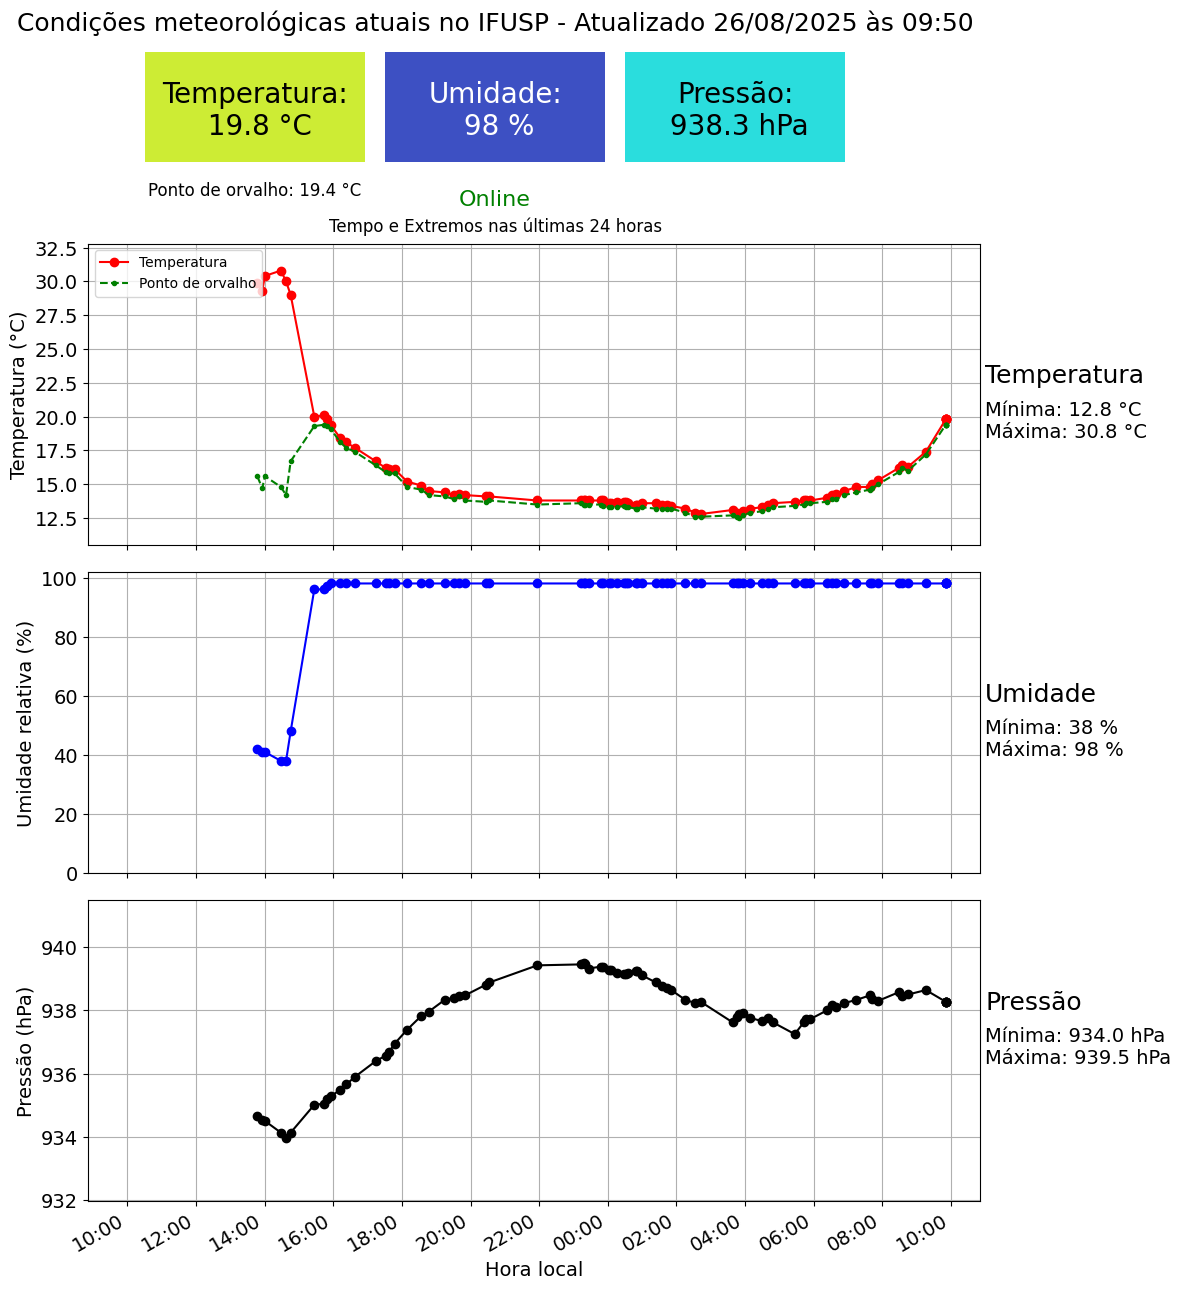 Condições meteorológicas atuais no IFUSP - Atualizado 26/08/2025 às 09:50
Temperatura:
19.8 °C
Umidade:
98 %
Pressão:
938.3 hPa
Ponto de orvalho: 19.4 °C
Online
Tempo e Extremos nas últimas 24 horas
Temperatura (°C)
32.5
30.0
27.5
25.0
22.5
20.0
17.5
15.0
12.5
Temperatura
Ponto de orvalho
Temperatura
Mínima: 12.8 °C
Máxima: 30.8 °C
Umidade relativa (%)
100
80
60
40
20
0
Umidade
Mínima: 38 %
Máxima: 98 %
Pressão (hPa)
940
938
936
934
932
Pressão
Mínima: 934.0 hPa
Máxima: 939.5 hPa
10:00
12:00
14:00
16:00
18:00
20:00
22:00
00:00
02:00
04:00
06:00
08:00
10:00
Hora local